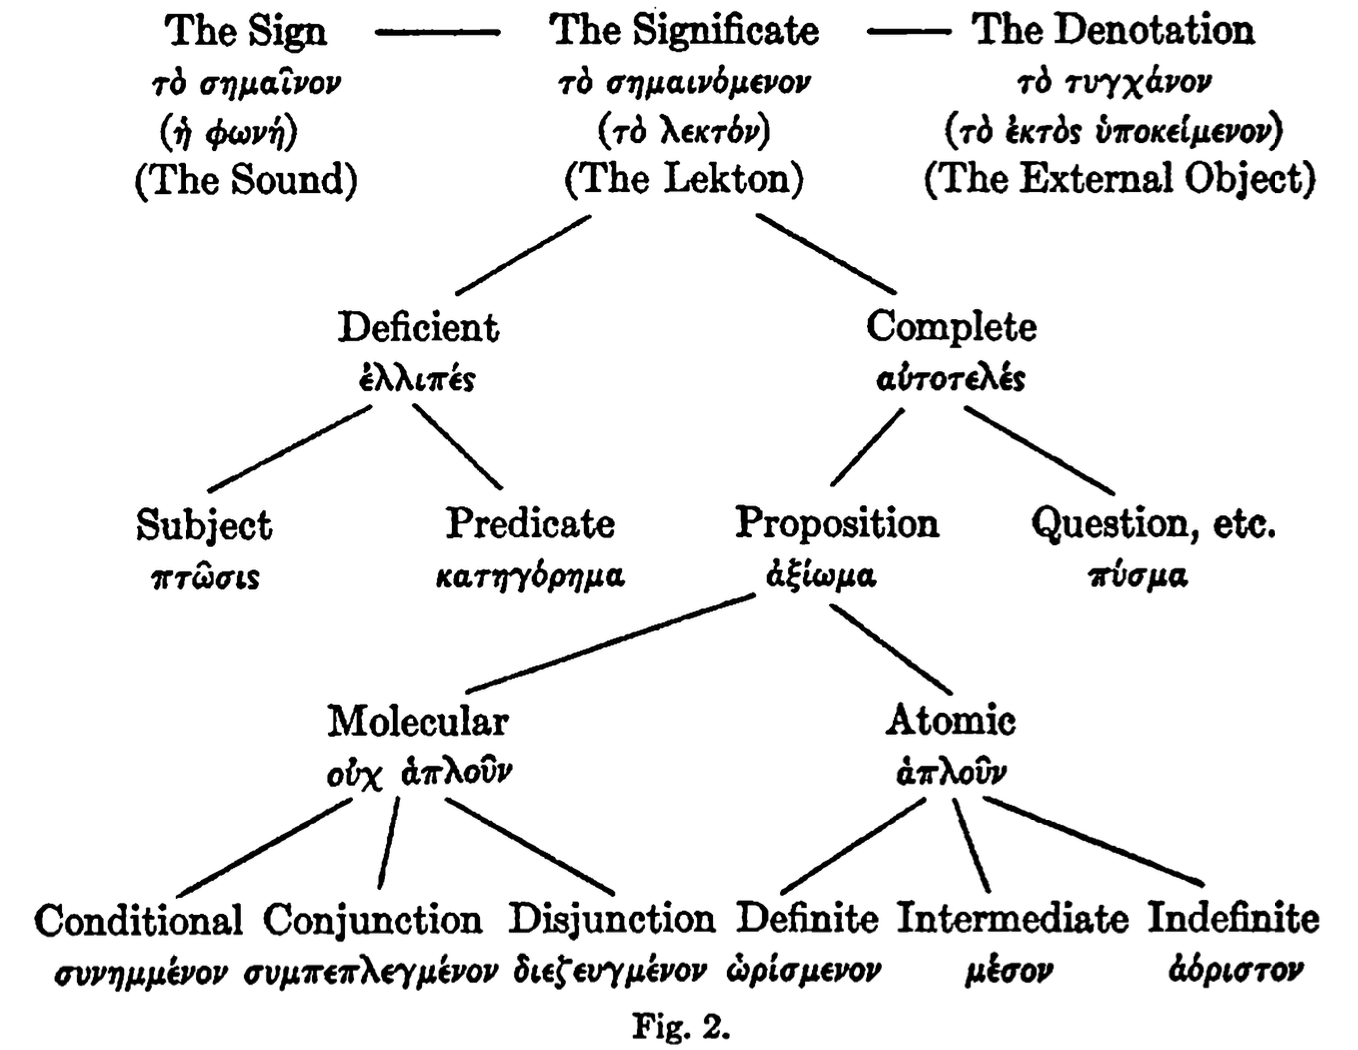 The Sign The Significate The Denotation
τὸ σημαῖνον τὸ σημαινόμενον τὸ τυγχάνον
(ἡ φωνή) (τὸ λεκτόν) (τὸ ἐκτὸς ὑποκείμενον)
(The Sound) (The Lekton) (The External Object)
Deficient Complete
ἐλλιπές αὐτοτελές
Subject Predicate Proposition Question, etc.
πτῶσις κατηγόρημα ἀξίωμα πύσμα
Molecular Atomic
οὐχ ἁπλοῦν ἁπλοῦν
Conditional Conjunction Disjunction Definite Intermediate Indefinite
συνημμένον συμπεπλεγμένον διεζευγμένον ὡρίσμενον μέσον ἀόριστον
Fig. 2.